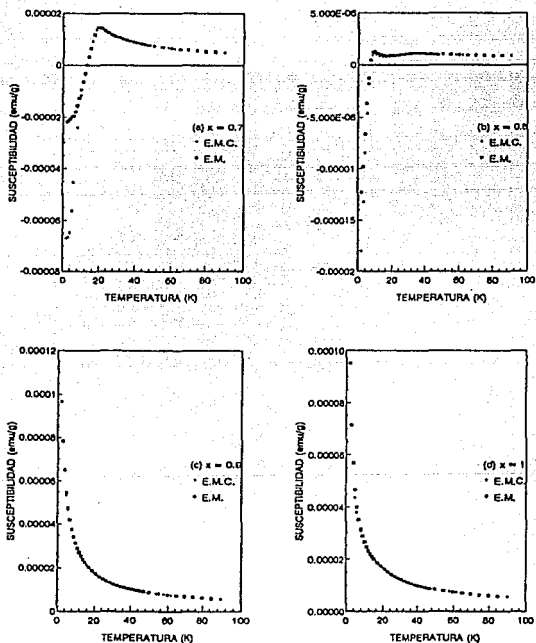 0.00002
0
-0.00002
-0.00004
-0.00006
-0.00008
SUSCEPTIBILIDAD (emu/g)
(a) x = 0.7
E.M.C.
E.M.
0 20 40 60 80 100
TEMPERATURA (K)
5.000E-06
0
-5.000E-06
-0.00001
-0.000015
-0.00002
SUSCEPTIBILIDAD (emu/g)
(b) x =
E.M.C.
E.M.
0 20 40 60 80 100
TEMPERATURA (K)
0.00012
0.0001
0.00008
0.00006
0.00004
0.00002
0
SUSCEPTIBILIDAD (emu/g)
(c) x =
E.M.C.
E.M.
0 20 40 60 80 100
TEMPERATURA (K)
0.00010
0.00008
0.00006
0.00004
0.00002
0.00000
SUSCEPTIBILIDAD (emu/g)
(d) x = 1
E.M.C.
E.M.
0 20 40 60 80 100
TEMPERATURA (K)